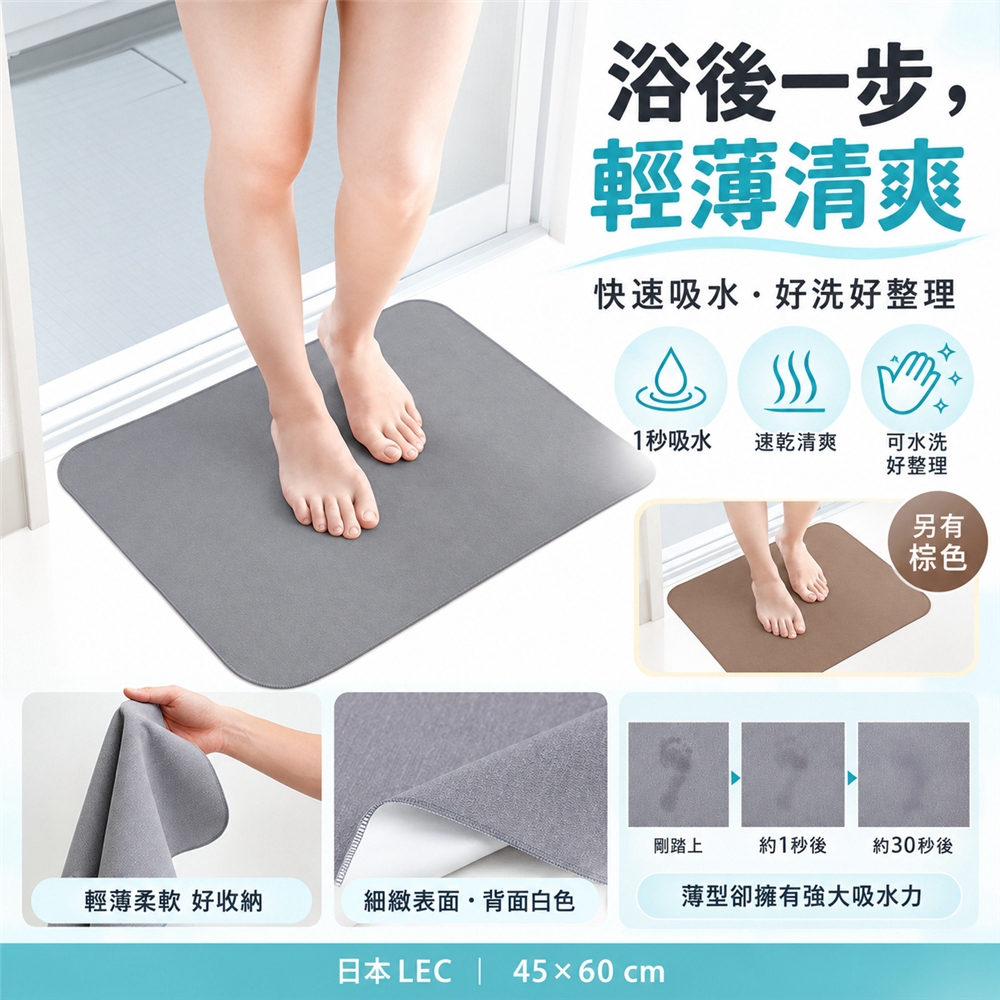 浴後一步,
輕薄清爽
快速吸水·好洗好整理
1秒吸水
速乾清爽
可水洗
好整理
另有
棕色
輕薄柔軟 好收納
細緻表面·背面白色
剛踏上
約1秒後
約30秒後
薄型卻擁有強大吸水力
日本 LEC | 45×60 cm